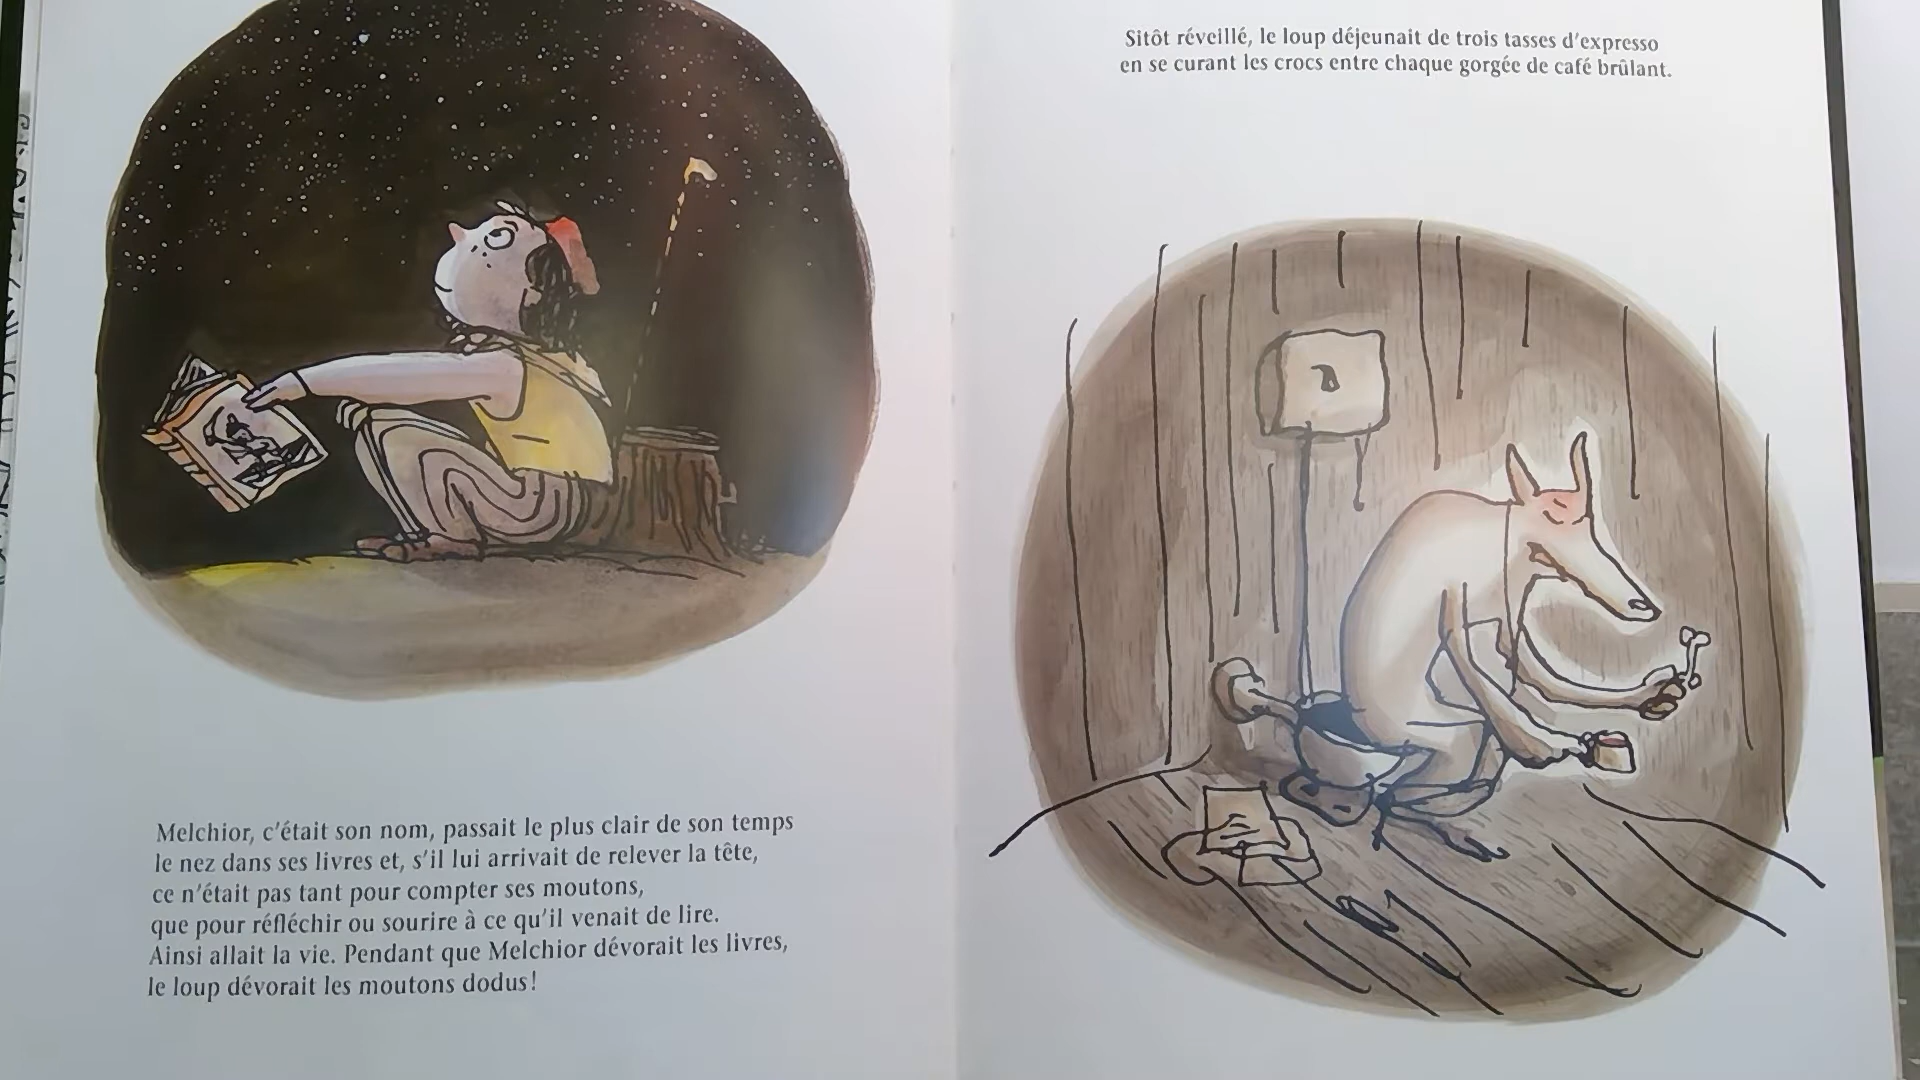 Melchior, c'était son nom, passait le plus clair de son temps
le nez dans ses livres et, s'il lui arrivait de relever la tête,
ce n'était pas tant pour compter ses moutons,
que pour réfléchir ou sourire à ce qu'il venait de lire.
Ainsi allait la vie. Pendant que Melchior dévorait les livres,
le loup dévorait les moutons dodus!
Sitôt réveillé, le loup déjeunait de trois tasses d'expresso
en se curant les crocs entre chaque gorgée de café brûlant.